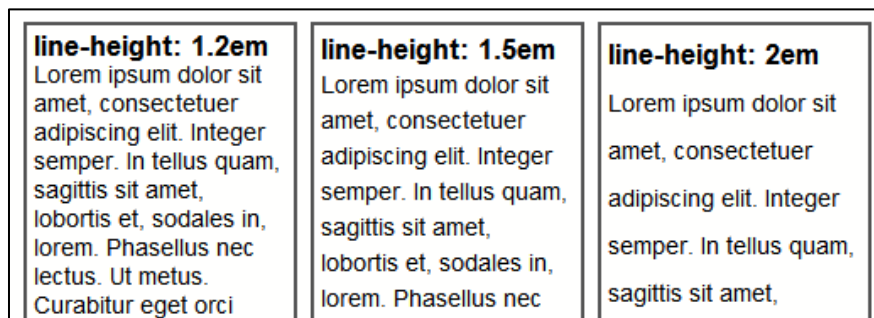 line-height: 1.2em
Lorem ipsum dolor sit
amet, consectetuer
adipiscing elit. Integer
semper. In tellus quam,
sagittis sit amet,
lobortis et, sodales in,
lorem. Phasellus nec
lectus. Ut metus.
Curabitur eget orci
line-height: 1.5em
Lorem ipsum dolor sit
amet, consectetuer
adipiscing elit. Integer
semper. In tellus quam,
sagittis sit amet,
lobortis et, sodales in,
lorem. Phasellus nec
line-height: 2em
Lorem ipsum dolor sit
amet, consectetuer
adipiscing elit. Integer
semper. In tellus quam,
sagittis sit amet,